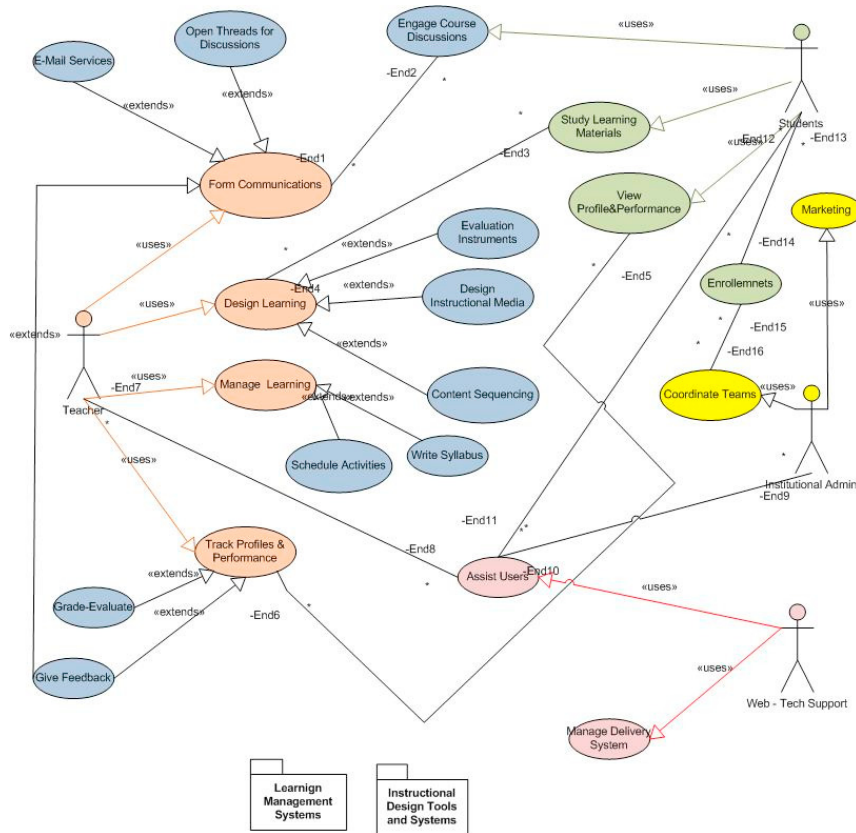 Open Threads for
Discussions
Engage Course
Discussions
«uses»
E-Mail Services
-End2
*
«extends»
«extends»
«uses»
Students
Study Learning
Materials
-End12
-End13
«uses»
*
-End1
-End3
*
Form Communications
View
Profile&Performance
Marketing
«uses»
Evaluation
Instruments
«extends»
*
*
-End14
*
-End5
«extends»
Enrollemnets
Design
Instructional Media
-End4
Design Learning
«uses»
«uses»
*
*
-End15
«extends»
«extends»
*
-End16
«uses»
-End7
Manage Learning
«extends»
«extends»
Content Sequencing
Coordinate Teams
«uses»
Teacher
*
«uses»
Write Syllabus
Schedule Activities
*
Institutional Admin
-End9
-End11
*
*
Track Profiles &
Performance
-End8
«extends»
*
Assist Users
-End10
«uses»
Grade-Evaluate
«extends»
*
-End6
«uses»
Give Feedback
Web - Tech Support
Manage Delivery
System
Learnign
Management
Systems
Instructional
Design Tools
and Systems